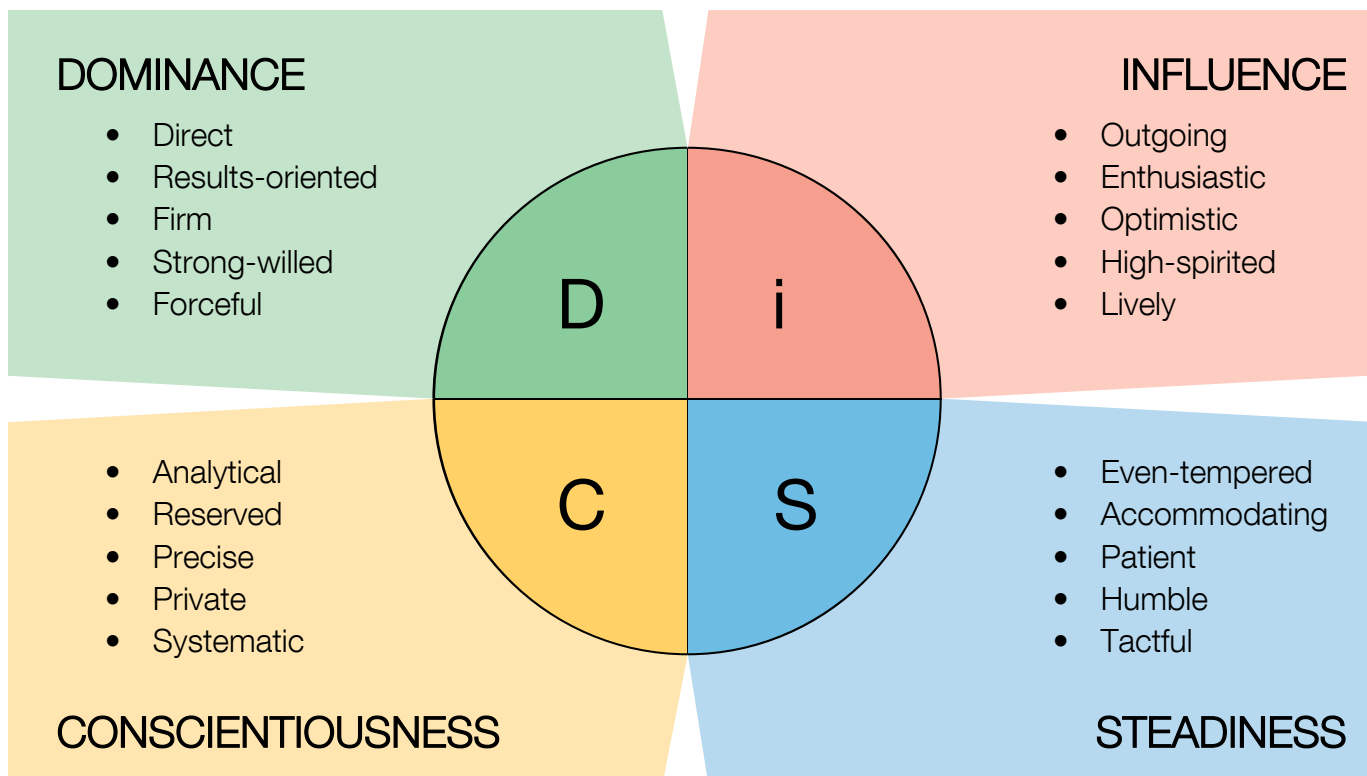 DOMINANCE
• Direct
• Results-oriented
• Firm
• Strong-willed
• Forceful
INFLUENCE
• Outgoing
• Enthusiastic
• Optimistic
• High-spirited
• Lively
D
i
C
S
• Analytical
• Reserved
• Precise
• Private
• Systematic
CONSCIENTIOUSNESS
• Even-tempered
• Accommodating
• Patient
• Humble
• Tactful
STEADINESS